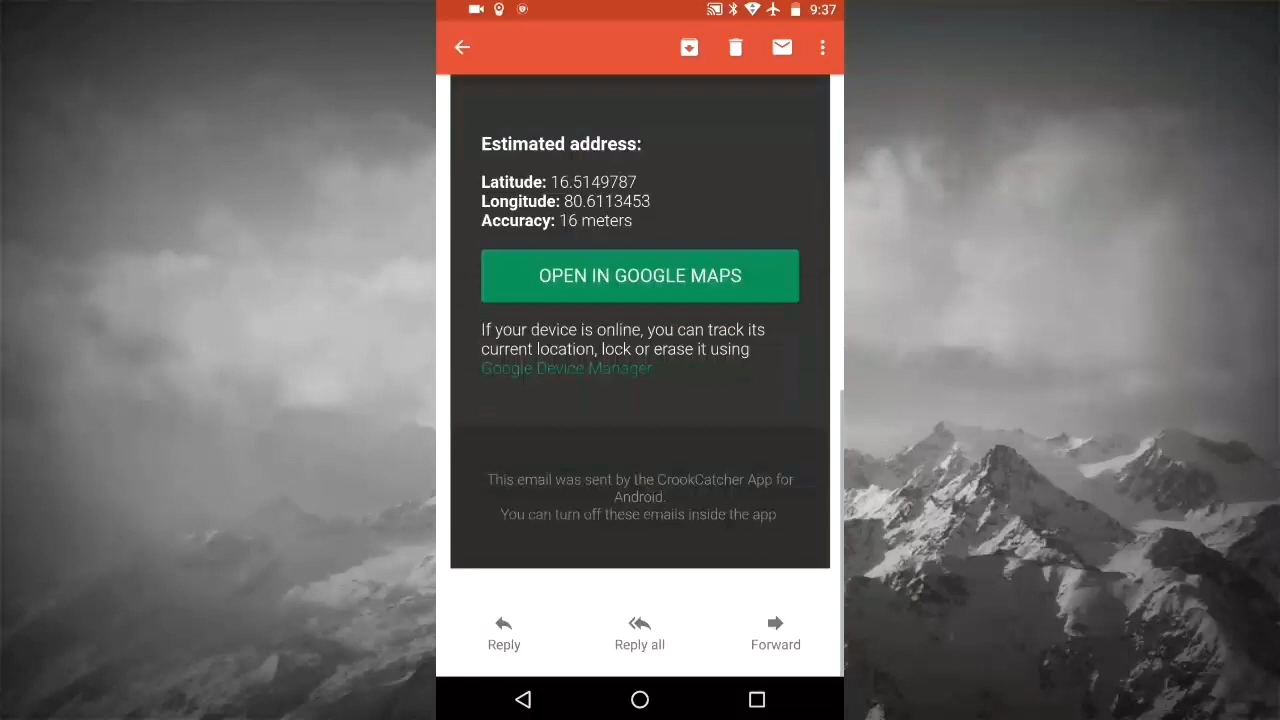 9:37
Estimated address:
Latitude: 16.5149787
Longitude: 80.6113453
Accuracy: 16 meters
OPEN IN GOOGLE MAPS
If your device is online, you can track its
current location, lock or erase it using
Google Device Manager
This email was sent by the CrookCatcher App for
Android.
You can turn off these emails inside the app
Reply
Reply all
Forward